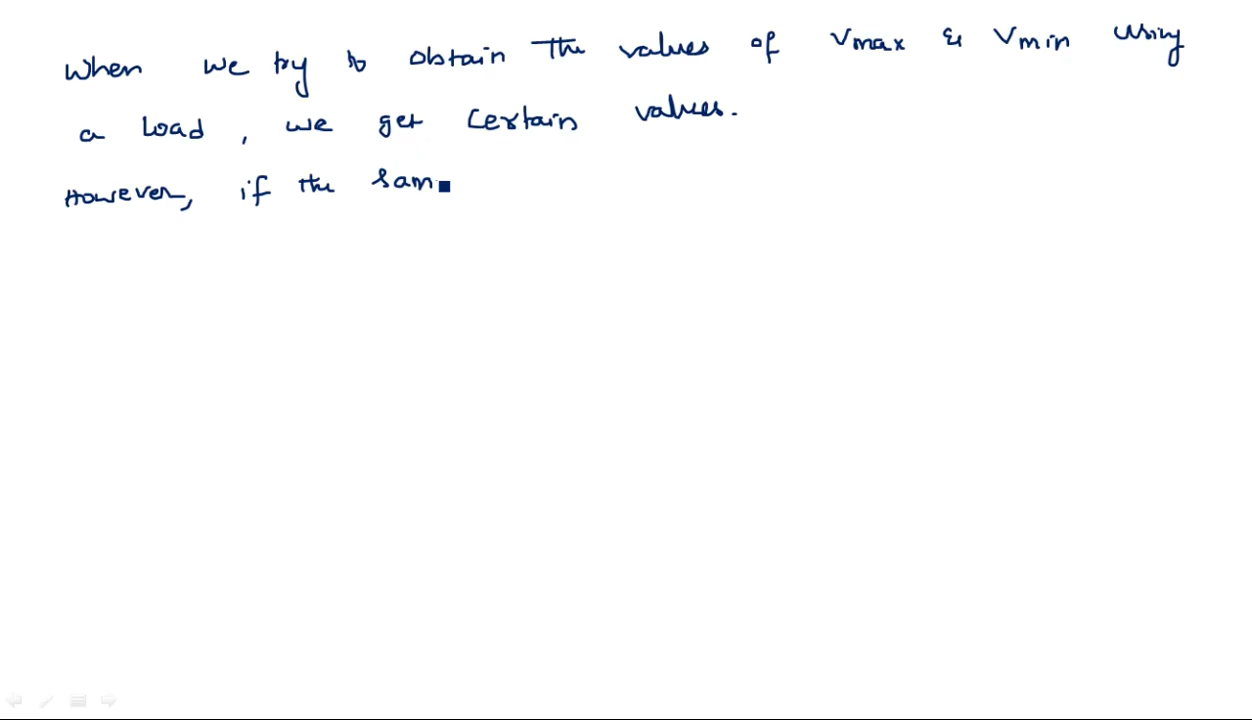 When we try to obtain the values of Vmax & Vmin using
a load, we get certain values.
However, if the sam